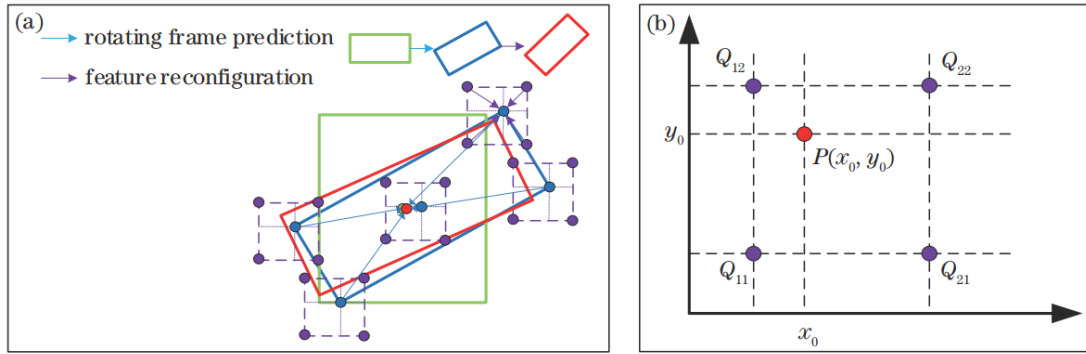 (a)
rotating frame prediction
feature reconfiguration
(b)
Q₁₂
Q₂₂
y₀
P(x₀, y₀)
Q₁₁
Q₂₁
x₀